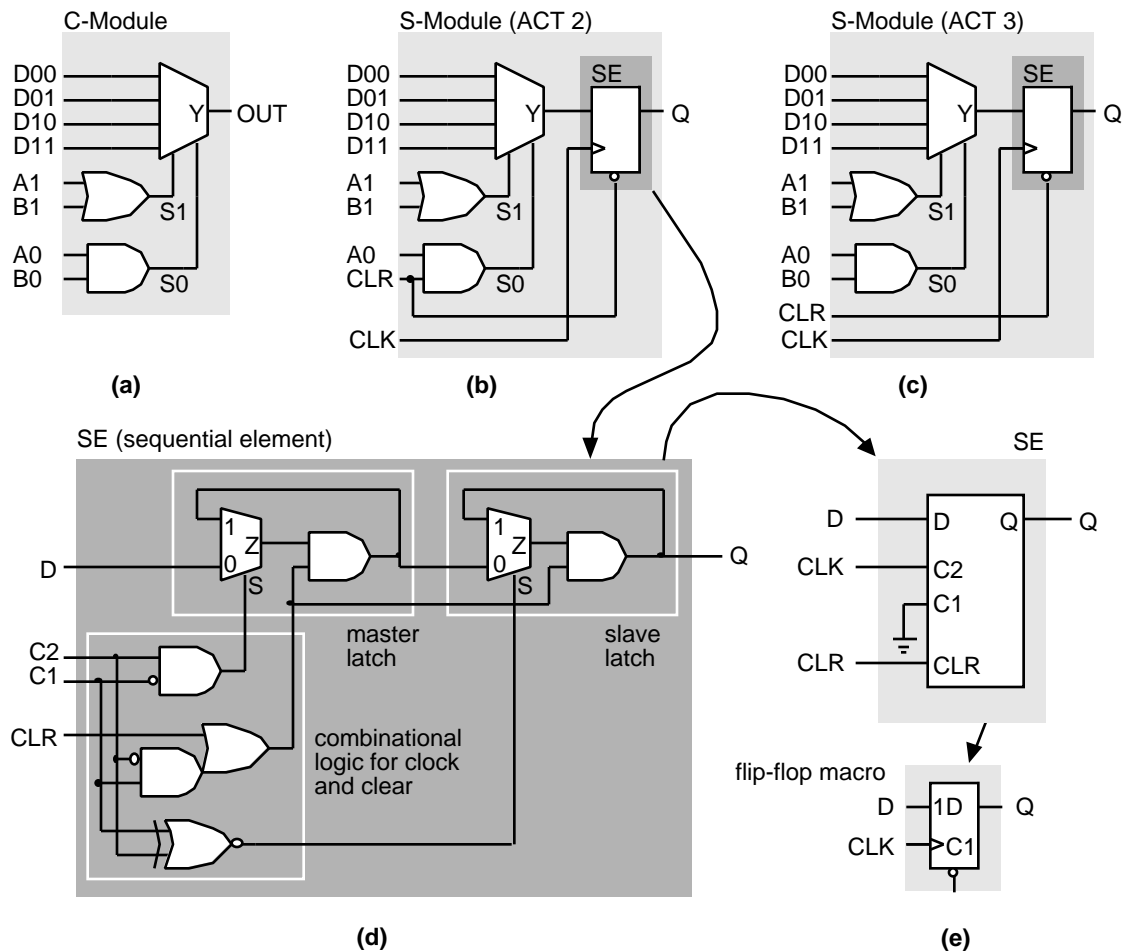 C-Module
D00
D01
D10
D11
A1
B1
A0
B0
Y
S1
S0
OUT
(a)
S-Module (ACT 2)
D00
D01
D10
D11
A1
B1
A0
CLR
CLK
Y
S1
S0
SE
Q
(b)
S-Module (ACT 3)
D00
D01
D10
D11
A1
B1
A0
B0
CLR
CLK
Y
S1
S0
SE
Q
(c)
SE (sequential element)
D
1
0
Z
S
master
latch
1
0
Z
S
slave
latch
Q
C2
C1
CLR
combinational
logic for clock
and clear
(d)
SE
D
CLK
CLR
D
C2
C1
CLR
Q
Q
flip-flop macro
D
CLK
1D
C1
Q
(e)